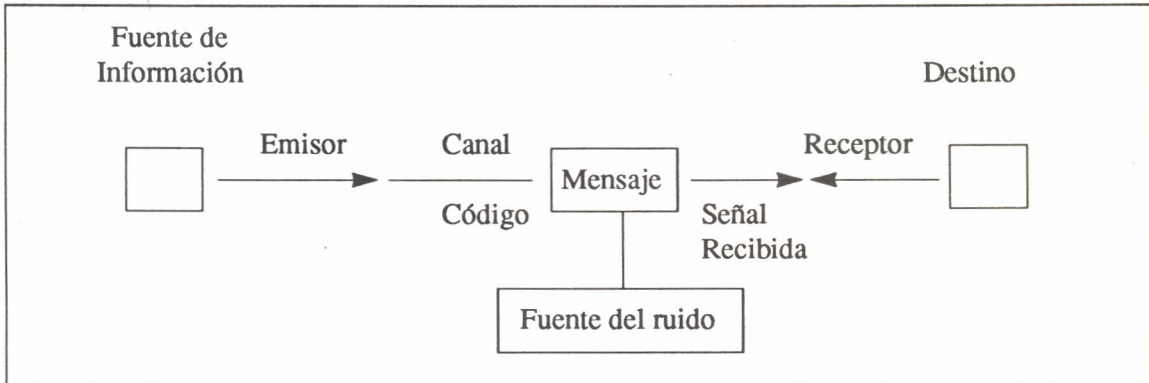 Fuente de
Información
Destino
Emisor
Canal
Receptor
Mensaje
Código
Señal
Recibida
Fuente del ruido